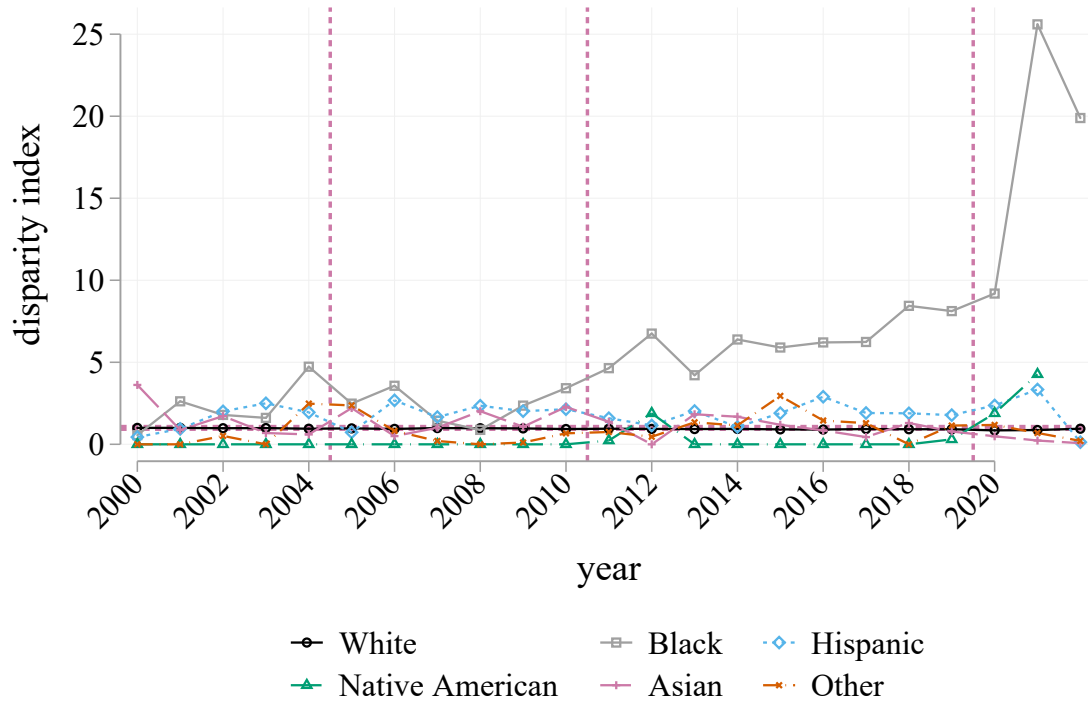 25
20
15
10
5
0
disparity index
2000 2002 2004 2006 2008 2010 2012 2014 2016 2018 2020
year
White Black Hispanic
Native American Asian Other